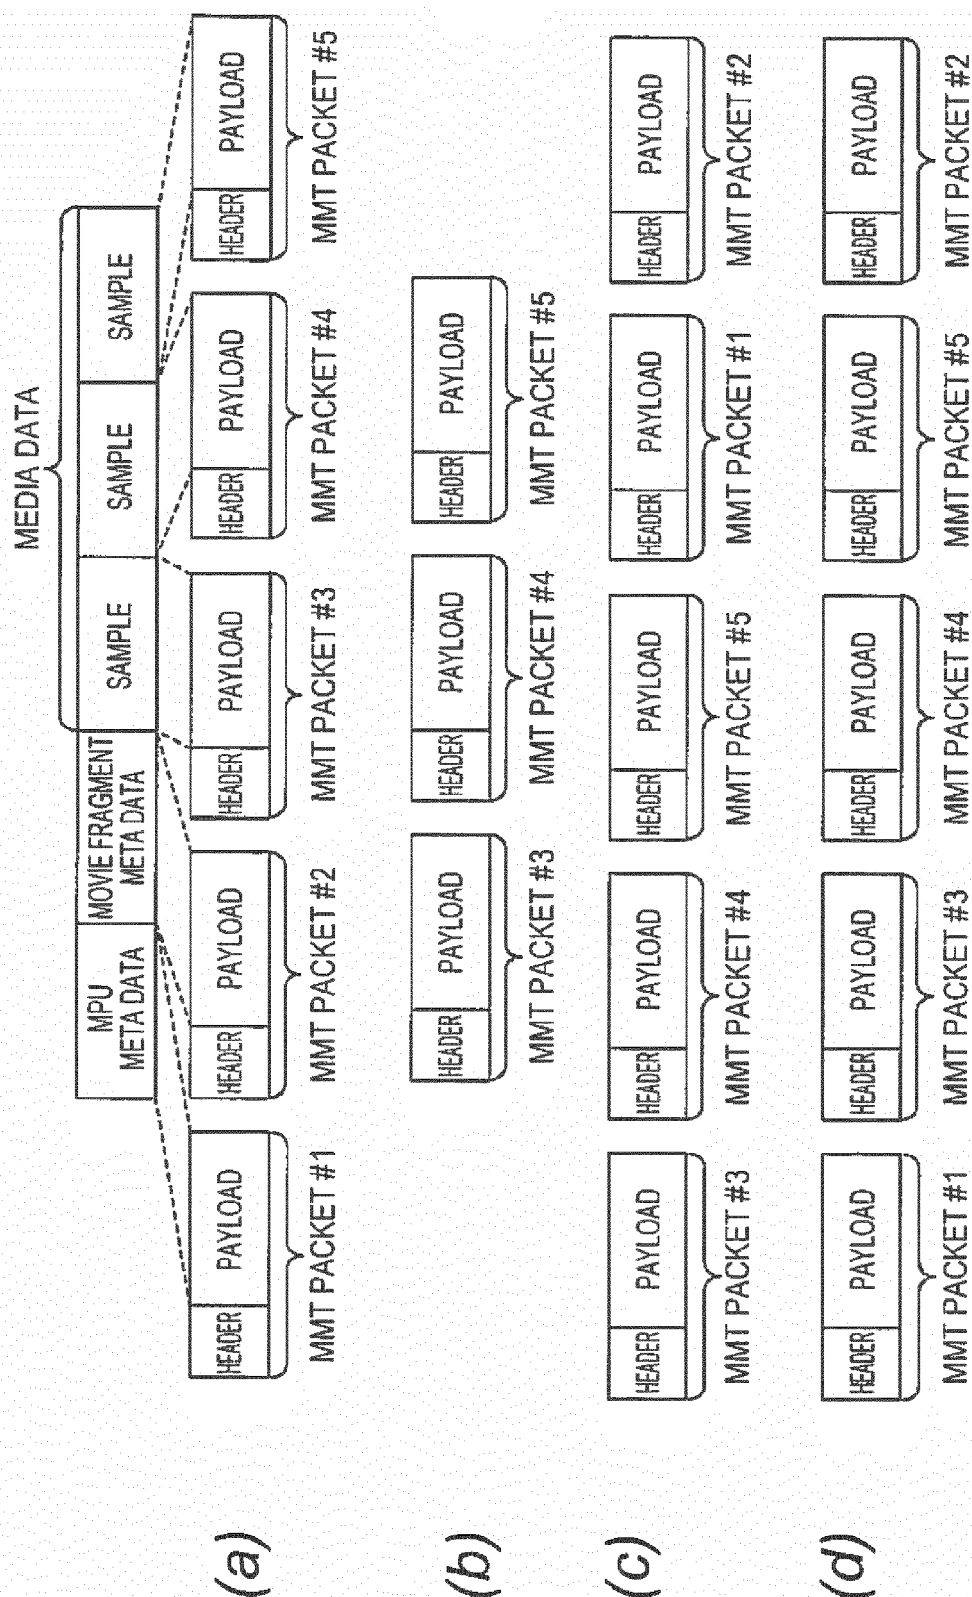 MEDIA DATA
MPU
META DATA
MOVIE FRAGMENT
META DATA
SAMPLE
SAMPLE
SAMPLE
(a)
HEADER
PAYLOAD
HEADER
PAYLOAD
HEADER
PAYLOAD
HEADER
PAYLOAD
HEADER
PAYLOAD
MMT PACKET #1
MMT PACKET #2
MMT PACKET #3
MMT PACKET #4
MMT PACKET #5
(b)
HEADER
PAYLOAD
HEADER
PAYLOAD
HEADER
PAYLOAD
MMT PACKET #3
MMT PACKET #4
MMT PACKET #5
(c)
HEADER
PAYLOAD
HEADER
PAYLOAD
HEADER
PAYLOAD
HEADER
PAYLOAD
HEADER
PAYLOAD
MMT PACKET #3
MMT PACKET #4
MMT PACKET #5
MMT PACKET #1
MMT PACKET #2
(d)
HEADER
PAYLOAD
HEADER
PAYLOAD
HEADER
PAYLOAD
HEADER
PAYLOAD
HEADER
PAYLOAD
MMT PACKET #1
MMT PACKET #3
MMT PACKET #4
MMT PACKET #5
MMT PACKET #2